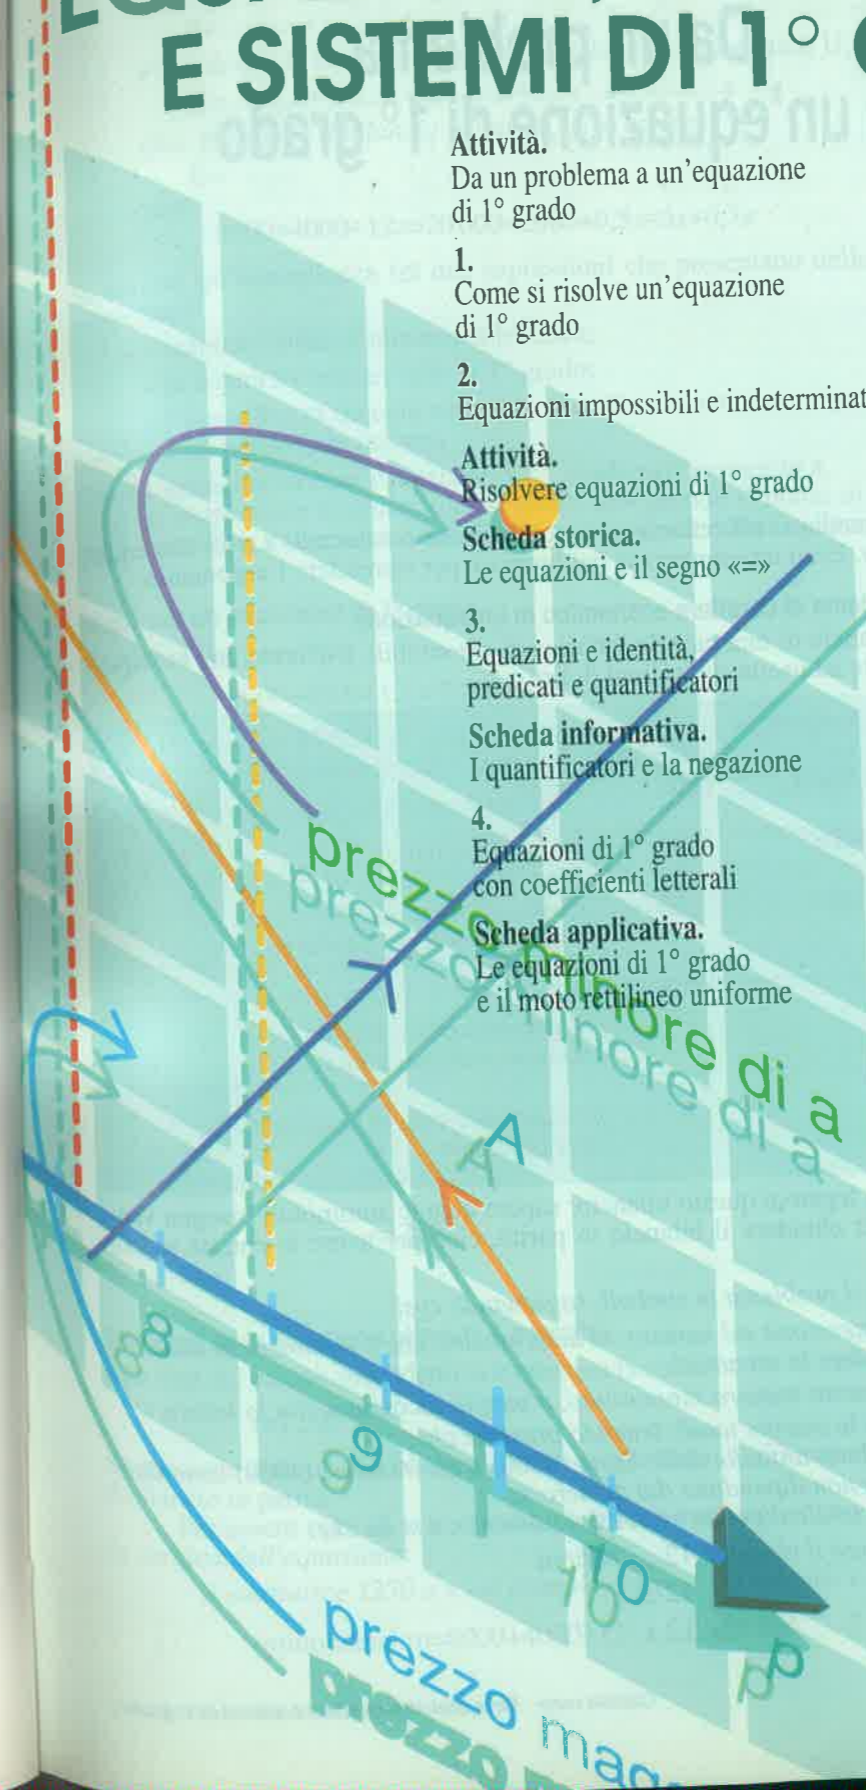 E SISTEMI DI 1°
Attività.
Da un problema a un'equazione
di 1° grado
1.
Come si risolve un'equazione
di 1° grado
2.
Equazioni impossibili e indeterminat
Attività.
Risolvere equazioni di 1° grado
Scheda storica.
Le equazioni e il segno «=»
3.
Equazioni e identità,
predicati e quantificatori
Scheda informativa.
I quantificatori e la negazione
4.
Equazioni di 1° grado
con coefficienti letterali
Scheda applicativa.
Le equazioni di 1° grado
e il moto rettilineo uniforme
prezzo minore di a
A
8
9
10
p
prezzo mag